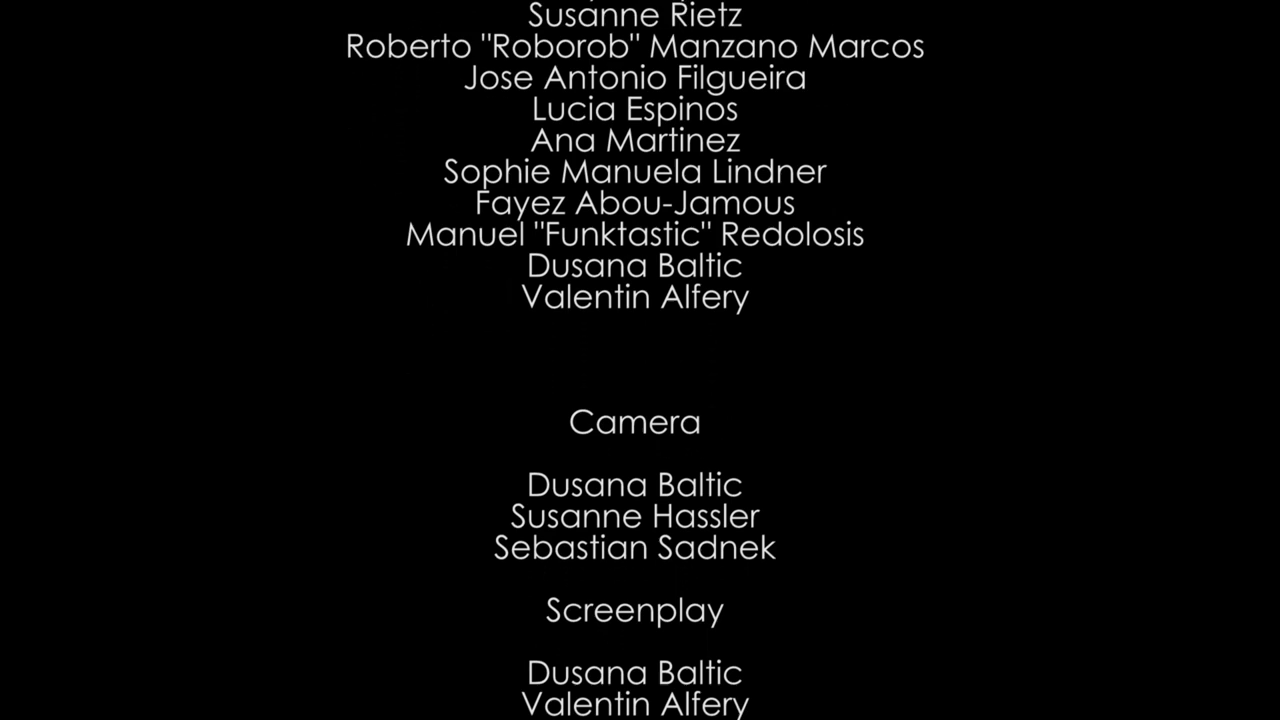 Susanne Rietz
Roberto "Roborob" Manzano Marcos
Jose Antonio Filgueira
Lucia Espinos
Ana Martinez
Sophie Manuela Lindner
Fayez Abou-Jamous
Manuel "Funktastic" Redolosis
Dusana Baltic
Valentin Alfery
Camera
Dusana Baltic
Susanne Hassler
Sebastian Sadnek
Screenplay
Dusana Baltic
Valentin Alfery